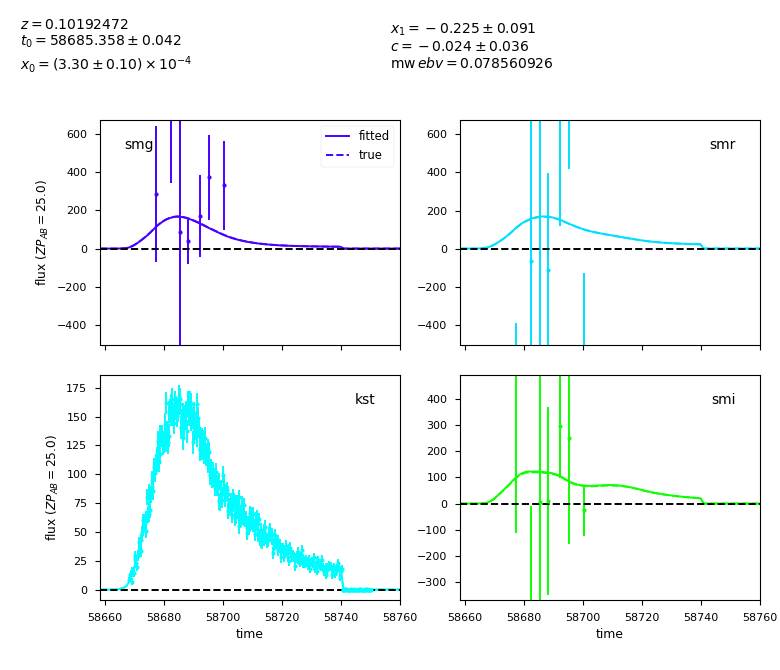 z = 0.10192472
t₀ = 58685.358 ± 0.042
x₀ = (3.30 ± 0.10) × 10⁻⁴
x₁ = −0.225 ± 0.091
c = −0.024 ± 0.036
mw ebv = 0.078560926
smg
fitted
true
600
400
200
0
−200
−400
flux (ZP_AB = 25.0)
smr
600
400
200
0
−200
−400
kst
175
150
125
100
75
50
25
0
flux (ZP_AB = 25.0)
58660 58680 58700 58720 58740 58760
time
smi
400
300
200
100
0
−100
−200
−300
58660 58680 58700 58720 58740 58760
time